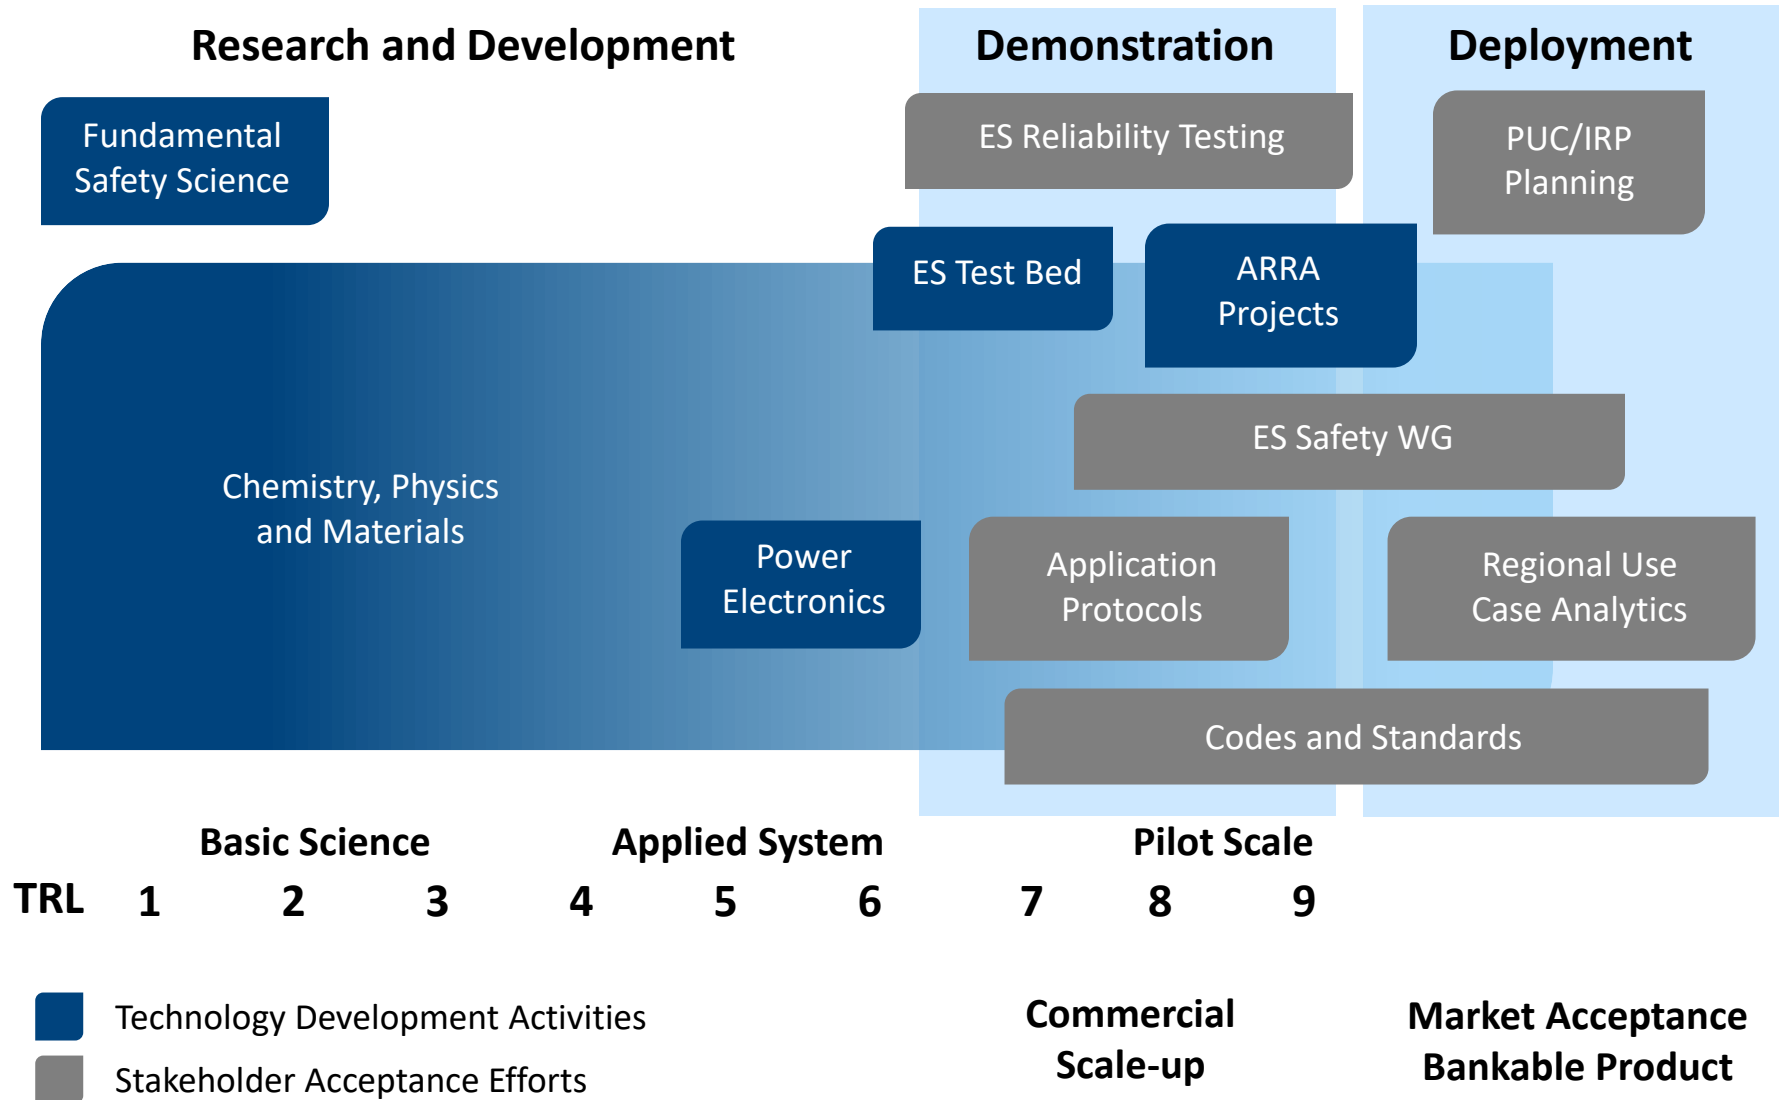 Research and Development
Demonstration
Deployment
Fundamental
Safety Science
ES Reliability Testing
PUC/IRP
Planning
ES Test Bed
ARRA
Projects
ES Safety WG
Chemistry, Physics
and Materials
Power
Electronics
Application
Protocols
Regional Use
Case Analytics
Codes and Standards
Basic Science
Applied System
Pilot Scale
TRL 1 2 3 4 5 6 7 8 9
Technology Development Activities
Stakeholder Acceptance Efforts
Commercial
Scale-up
Market Acceptance
Bankable Product